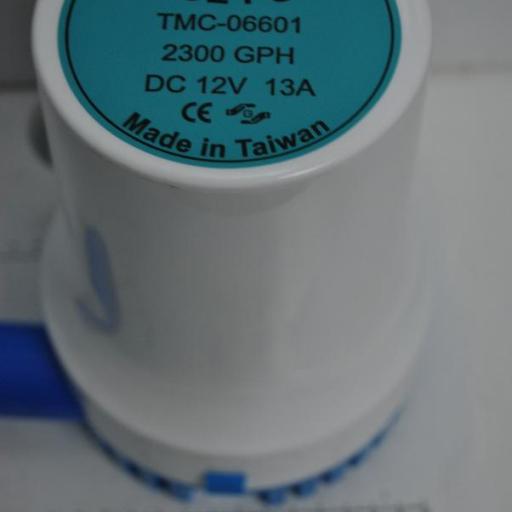 TMC-06601
2300 GPH
DC 12V 13A
CE
Made in Taiwan